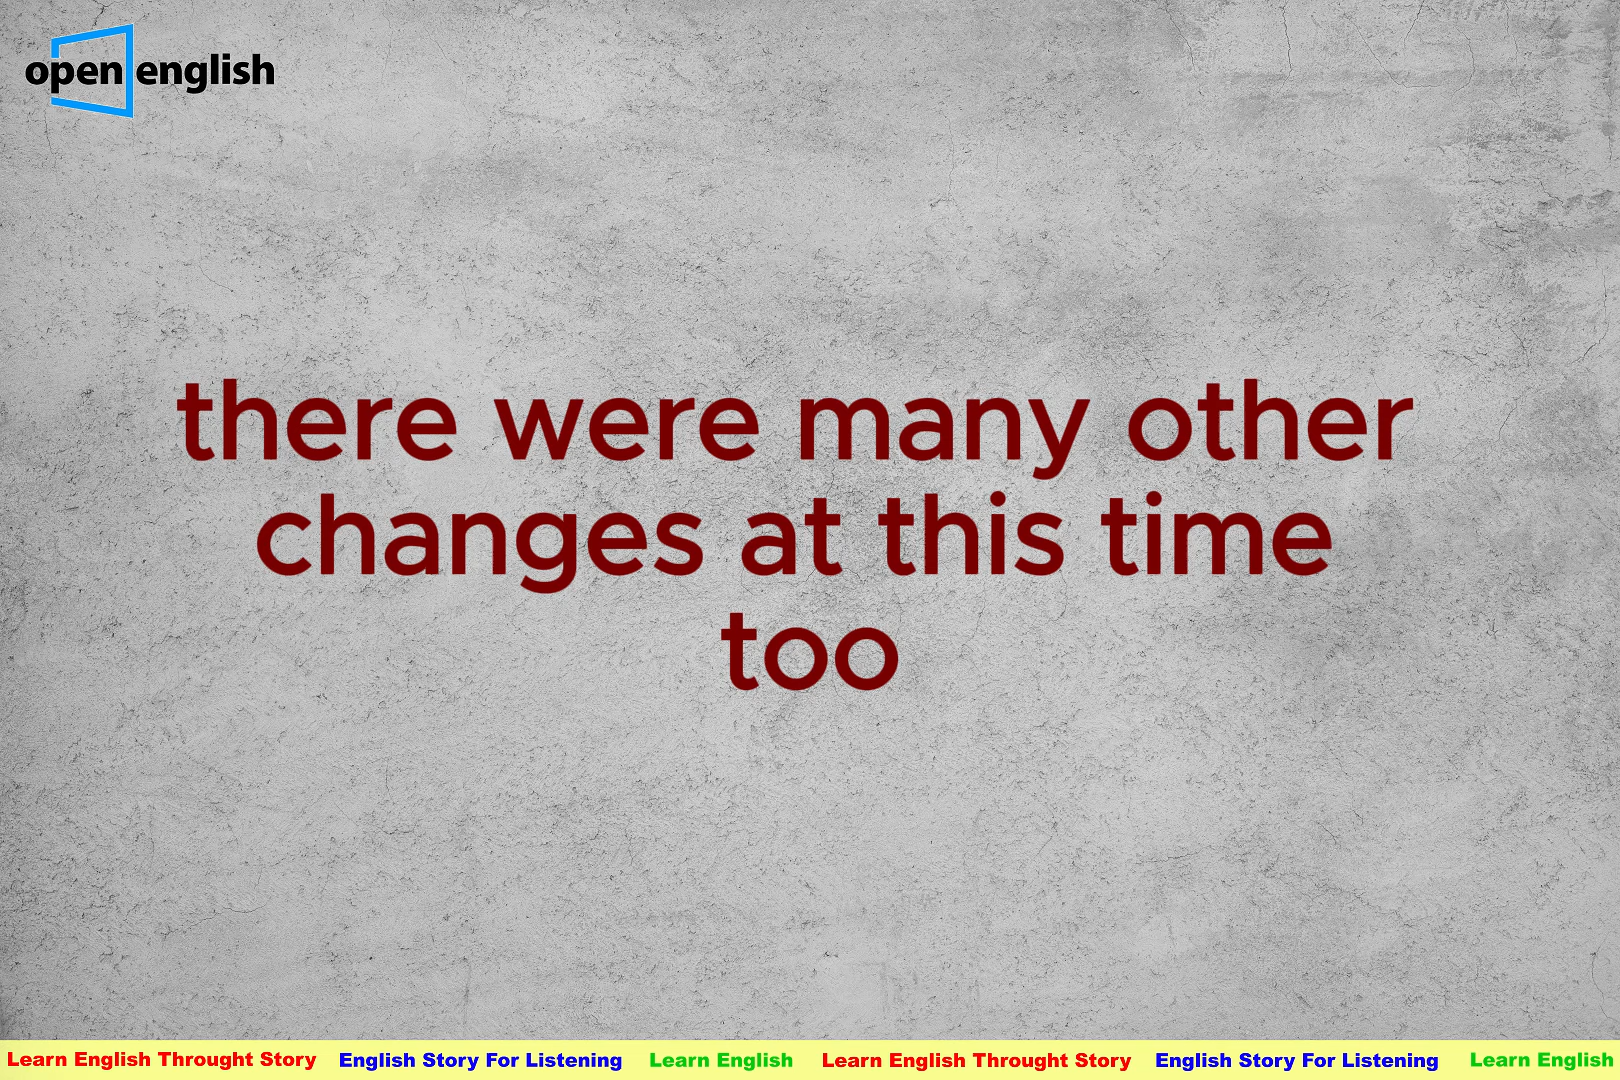 open english
there were many other
changes at this time
too
Learn English Throught Story English Story For Listening Learn English Learn English Throught Story English Story For Listening Learn English